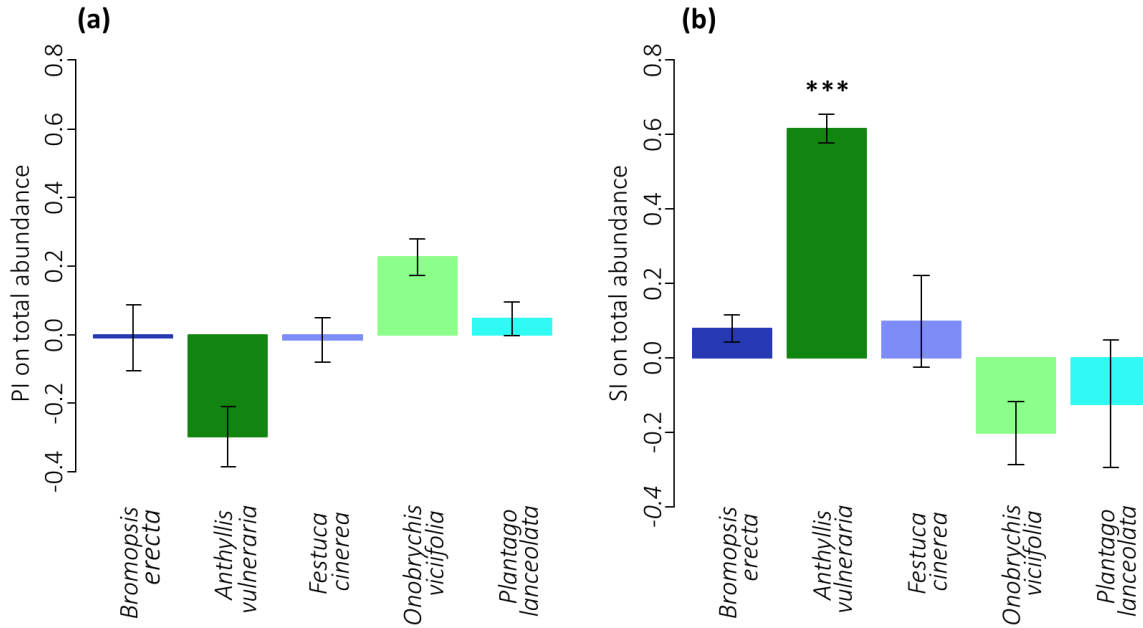 (a)
PI on total abundance
0.8
0.6
0.4
0.2
0.0
-0.2
-0.4
Bromopsis
erecta
Anthyllis
vulneraria
Festuca
cinerea
Onobrychis
viciifolia
Plantago
lanceolata
(b)
SI on total abundance
0.8
0.6
0.4
0.2
0.0
-0.2
-0.4
***
Bromopsis
erecta
Anthyllis
vulneraria
Festuca
cinerea
Onobrychis
viciifolia
Plantago
lanceolata